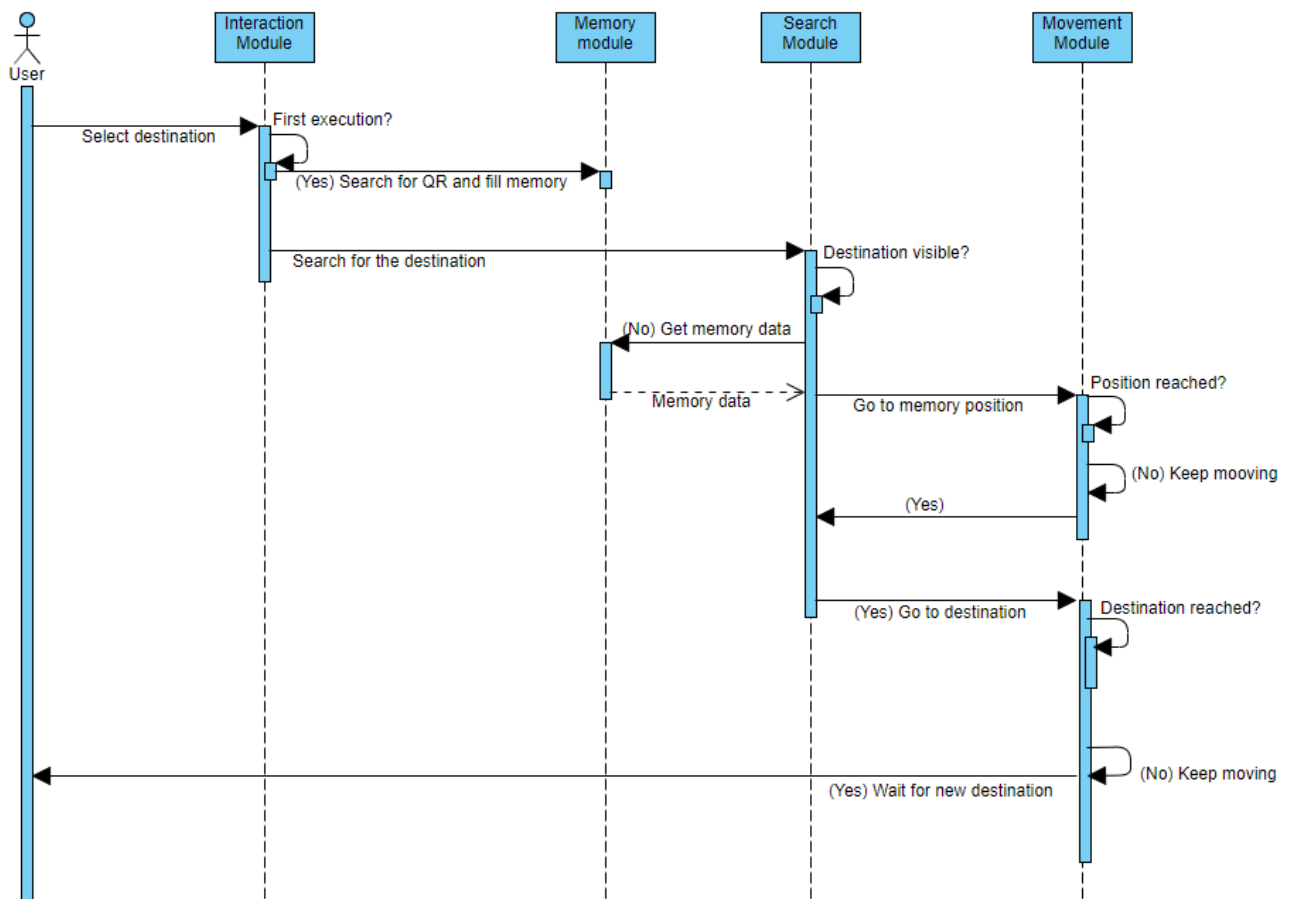 User
Interaction
Module
Memory
module
Search
Module
Movement
Module
Select destination
First execution?
(Yes) Search for QR and fill memory
Search for the destination
Destination visible?
(No) Get memory data
Memory data
Go to memory position
Position reached?
(No) Keep mooving
(Yes)
(Yes) Go to destination
Destination reached?
(No) Keep moving
(Yes) Wait for new destination